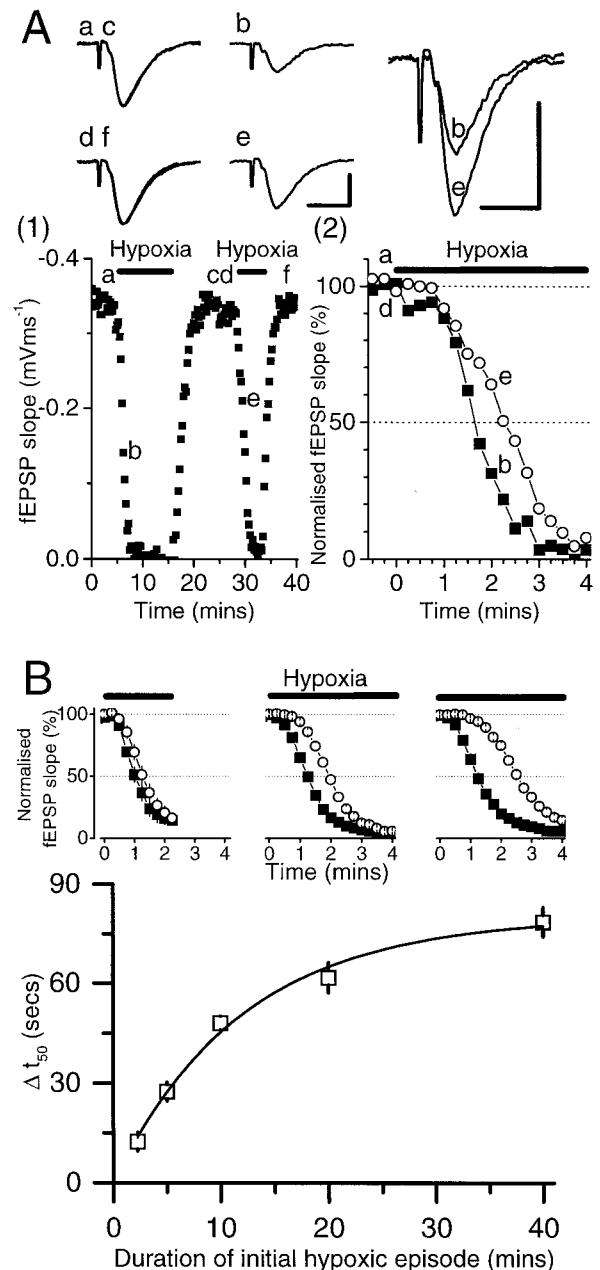 A
a c
b
b
e
d f
e
(1)
Hypoxia
Hypoxia
a
cd
f
b
e
-0.4
-0.2
0.0
fEPSP slope (mVms⁻¹)
0 10 20 30 40
Time (mins)
(2)
Hypoxia
a
d
e
b
100
50
0
Normalised fEPSP slope (%)
0 1 2 3 4
Time (mins)
B
Hypoxia
100
50
0
Normalised
fEPSP slope (%)
0 1 2 3 4
0 1 2 3 4
0 1 2 3 4
Time (mins)
90
60
30
0
Δ t50 (secs)
0 10 20 30 40
Duration of initial hypoxic episode (mins)